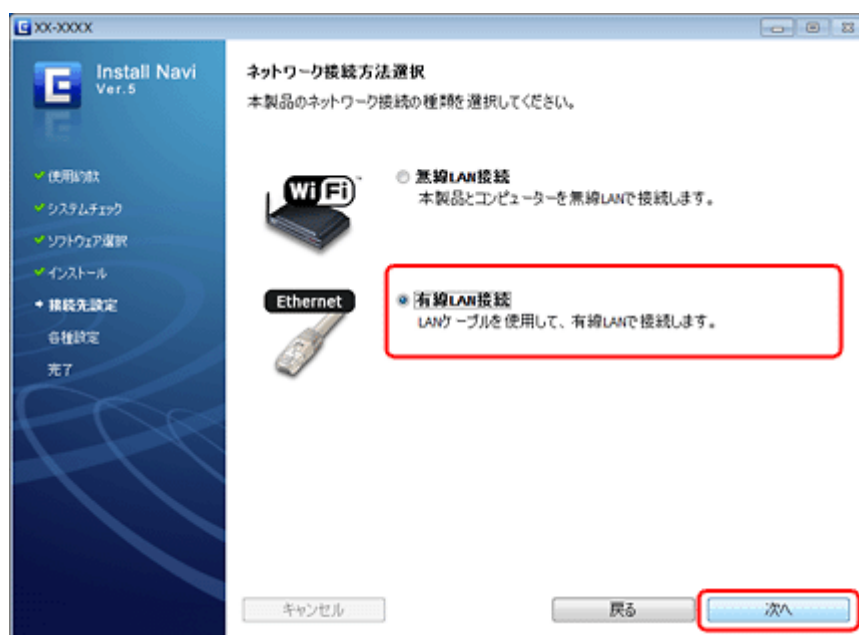 XX-XXXX
Install Navi
Ver.5
使用約款
システムチェック
ソフトウェア選択
インストール
接続先設定
各種設定
完了
ネットワーク接続方法選択
本製品のネットワーク接続の種類を選択してください。
WiFi
無線LAN接続
本製品とコンピューターを無線LANで接続します。
Ethernet
有線LAN接続
LANケーブルを使用して、有線LANで接続します。
キャンセル
戻る
次へ